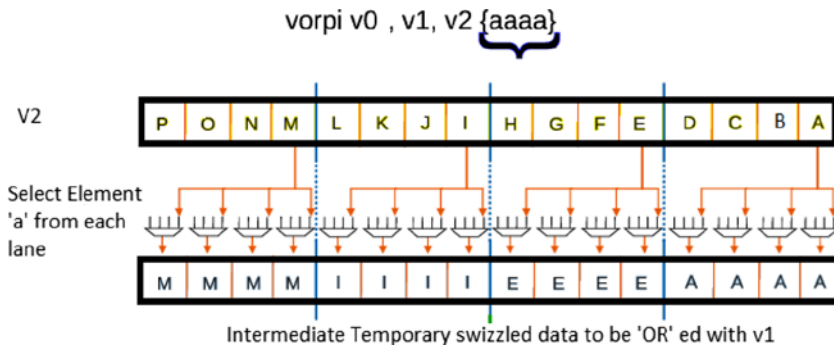 vorpi v0 , v1, v2 {aaaa}
V2
P O N M L K J I H G F E D C B A
Select Element
'a' from each
lane
M M M M I I I I E E E E A A A A
Intermediate Temporary swizzled data to be 'OR' ed with v1